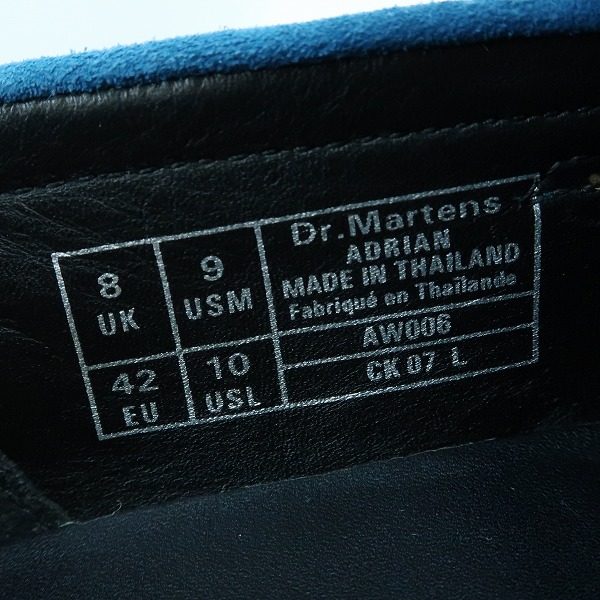 8
UK
9
USM
42
EU
10
USL
Dr.Martens
ADRIAN
MADE IN THAILAND
Fabriqué en Thaïlande
AW006
CK 07 L